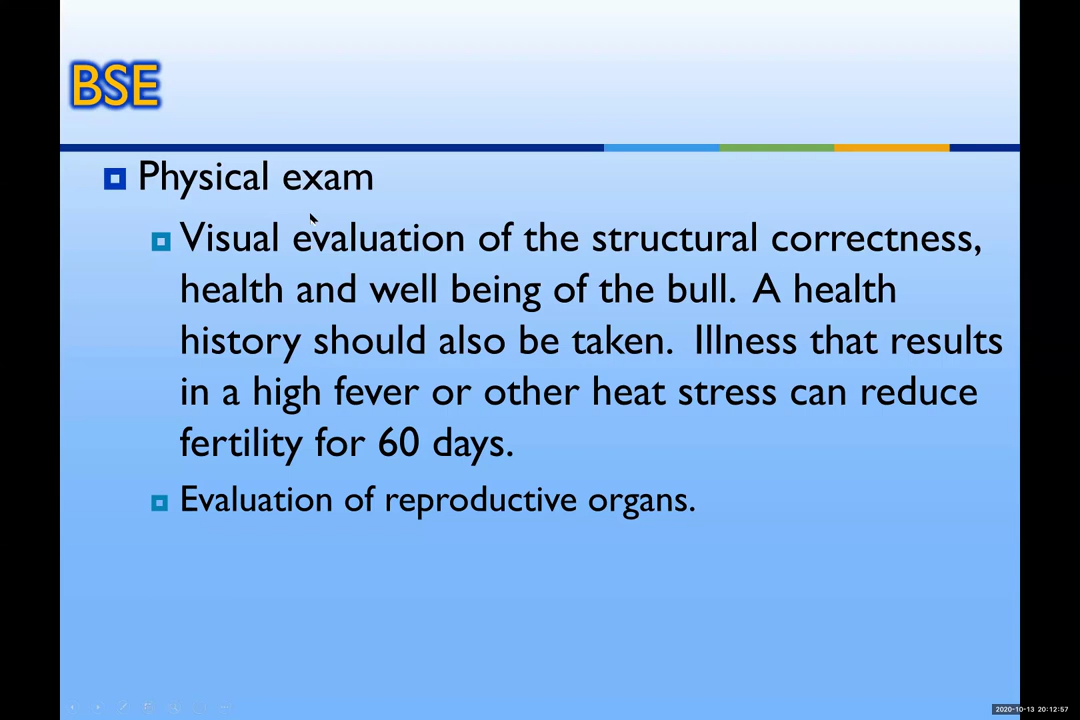 BSE
Physical exam
Visual evaluation of the structural correctness,
health and well being of the bull.  A health
history should also be taken.  Illness that results
in a high fever or other heat stress can reduce
fertility for 60 days.
Evaluation of reproductive organs.
2020-10-13 20:12:57